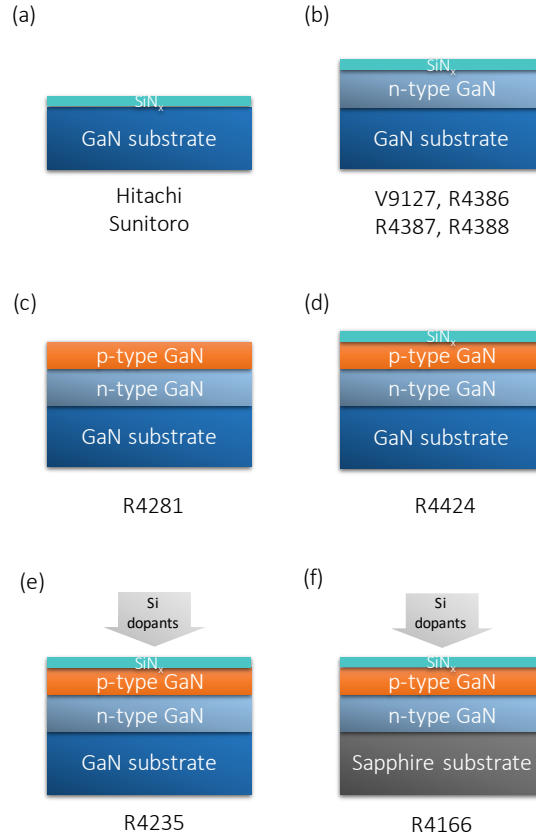 (a)
SiNx
GaN substrate
Hitachi
Sunitoro
(b)
SiNx
n-type GaN
GaN substrate
V9127, R4386
R4387, R4388
(c)
p-type GaN
n-type GaN
GaN substrate
R4281
(d)
SiNx
p-type GaN
n-type GaN
GaN substrate
R4424
(e)
Si
dopants
SiNx
p-type GaN
n-type GaN
GaN substrate
R4235
(f)
Si
dopants
SiNx
p-type GaN
n-type GaN
Sapphire substrate
R4166